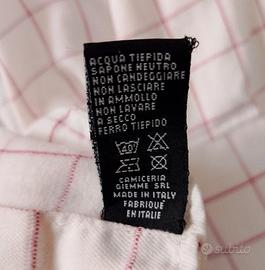 ACQUA TIEPIDA
SAPONE NEUTRO
NON CANDEGGIARE
NON LASCIARE
IN AMMOLLO
NON LAVARE
A SECCO
FERRO TIEPIDO
40
CAMICERIA
GIEMME SRL
MADE IN ITALY
FABRIQUÉ
EN ITALIE
subito